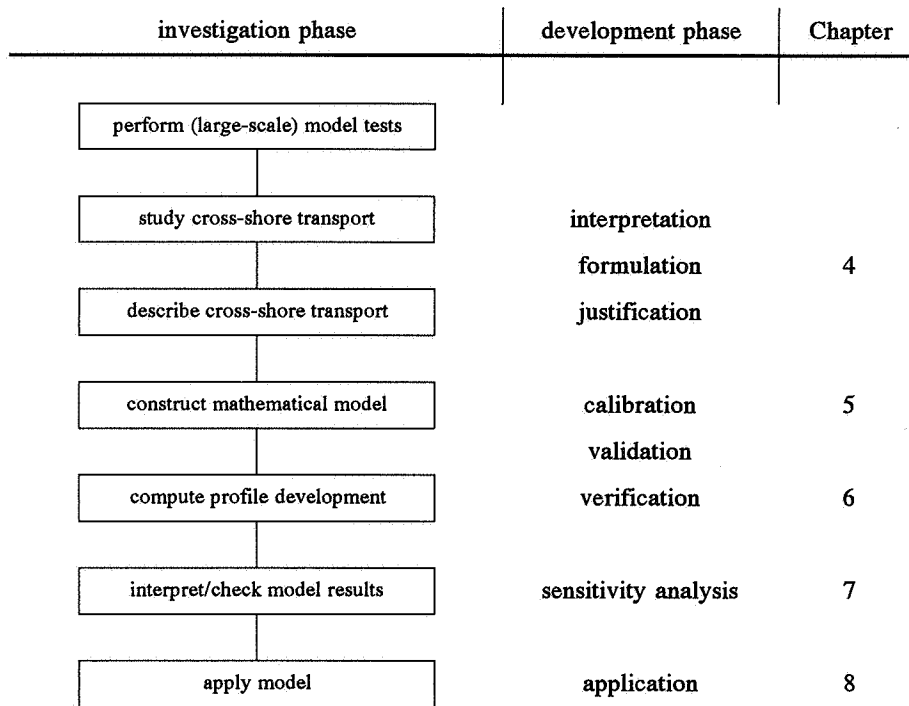 investigation phase development phase Chapter
perform (large-scale) model tests
study cross-shore transport interpretation
formulation 4
describe cross-shore transport justification
construct mathematical model calibration 5
validation
compute profile development verification 6
interpret/check model results sensitivity analysis 7
apply model application 8